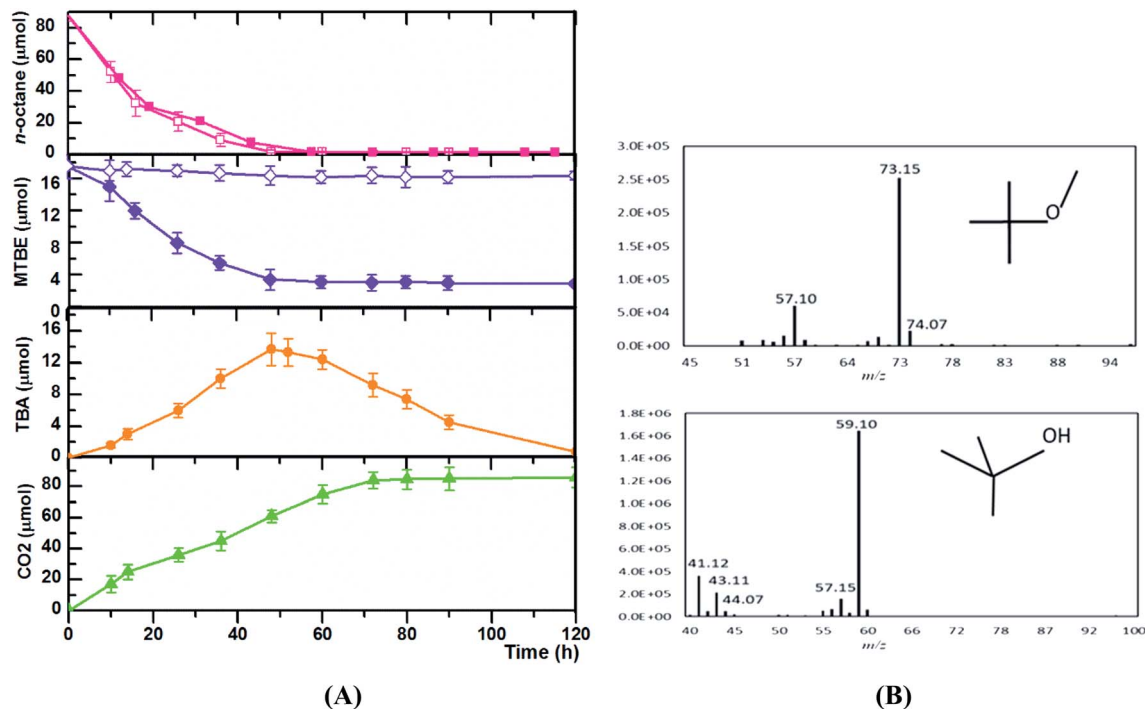 80
60
40
20
0
n-octane (µmol)
16
12
8
4
0
MTBE (µmol)
16
12
8
4
0
TBA (µmol)
80
60
40
20
0
CO2 (µmol)
0 20 40 60 80 100 120
Time (h)
(A)
3.0E+05
2.5E+05
2.0E+05
1.5E+05
1.0E+05
5.0E+04
0.0E+00
73.15
57.10
74.07
O
45 51 57 64 73 78 83 88 94
m/z
1.8E+06
1.6E+06
1.4E+06
1.2E+06
1.0E+06
8.0E+05
6.0E+05
4.0E+05
2.0E+05
0.0E+00
59.10
OH
41.12
43.11
44.07
57.15
40 45 55 60 66 72 78 87 100
m/z
(B)